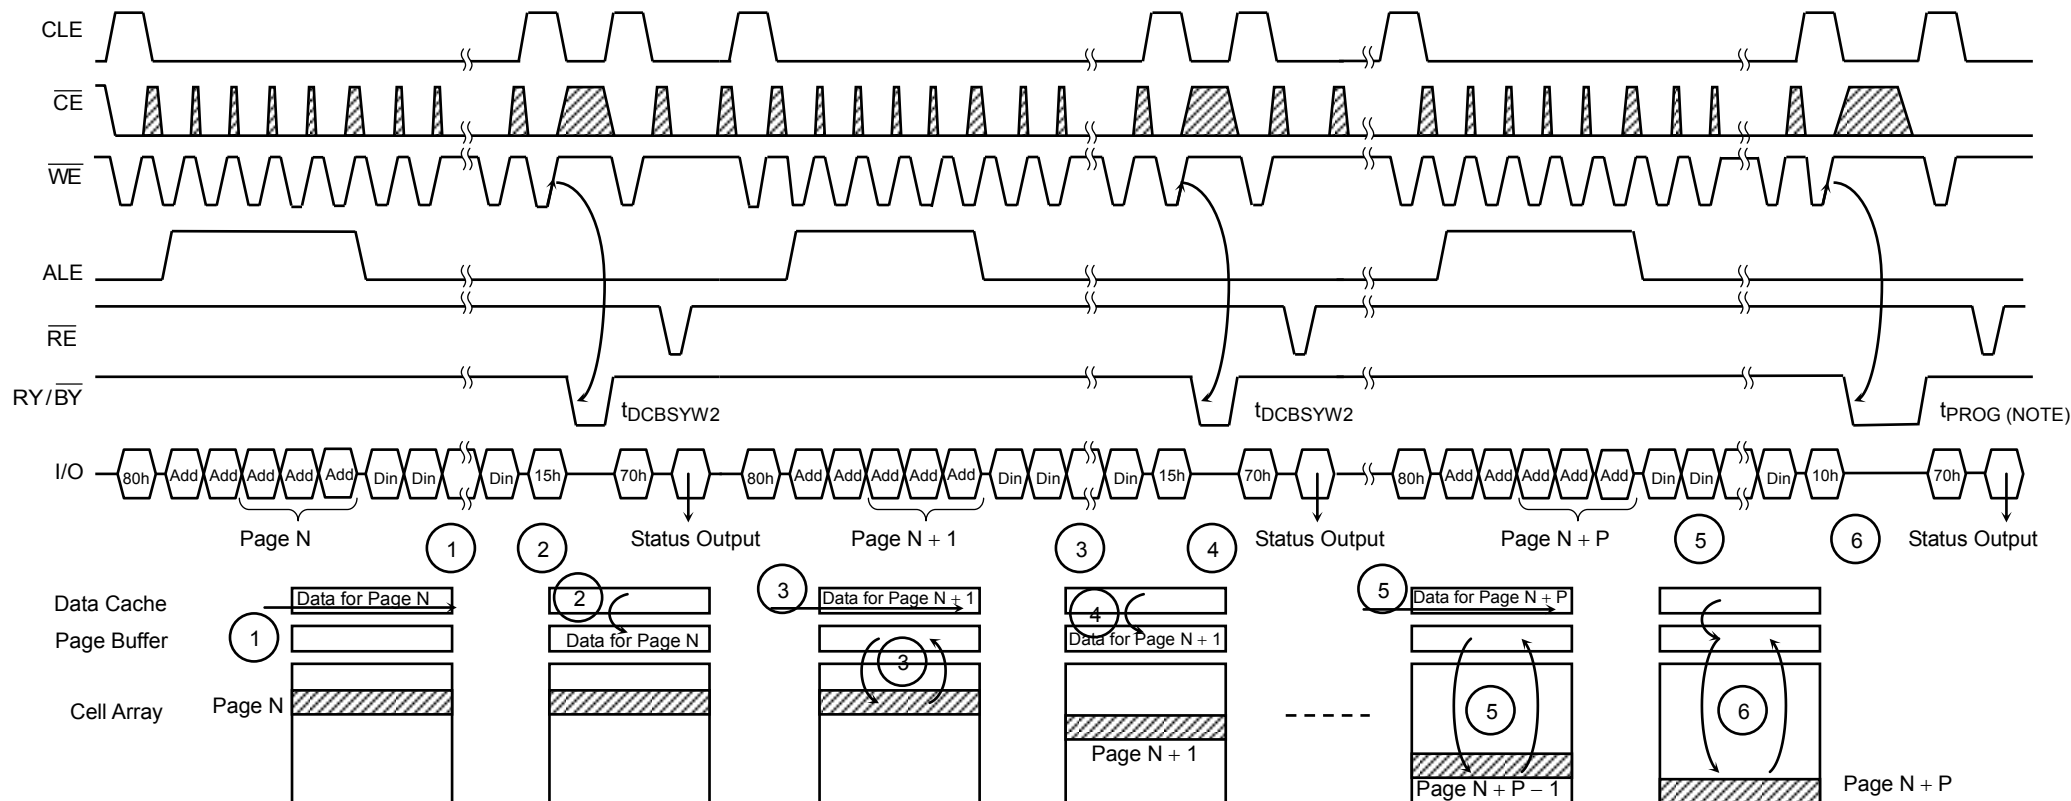 CLE
CE
WE
ALE
RE
RY/BY
tDCBSYW2 tDCBSYW2 tPROG (NOTE)
I/O 80h Add Add Add Add Add Din Din Din 15h 70h 80h Add Add Add Add Add Din Din Din 15h 70h 80h Add Add Add Add Add Din Din Din 10h 70h
Page N 1 2 Status Output Page N + 1 3 4 Status Output Page N + P 5 6 Status Output
Data Cache Data for Page N 2 3 Data for Page N + 1 4 5 Data for Page N + P
Page Buffer 1 Data for Page N 3 Data for Page N + 1
Cell Array Page N 5 6
Page N + 1
Page N + P − 1 Page N + P